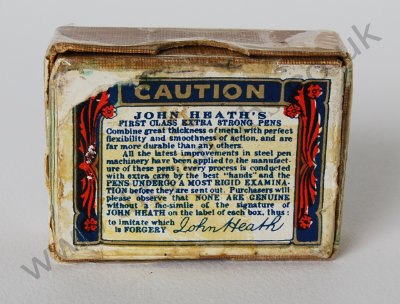 CAUTION
JOHN HEATH'S
FIRST CLASS EXTRA STRONG PENS
Combine great thickness of metal with perfect
flexibility and smoothness of action, and are
far more durable than any others.
All the latest improvements in steel pen
machinery have been applied to the manufact-
ure of these pens; every process is conducted
with extra care by the best "hands" and the
PENS UNDERGO A MOST RIGID EXAMINA-
TION before they are sent out. Purchasers will
please observe that NONE ARE GENUINE
without a fac-simile of the signature of
JOHN HEATH on the label of each box, thus:
to imitate which
is FORGERY John Heath